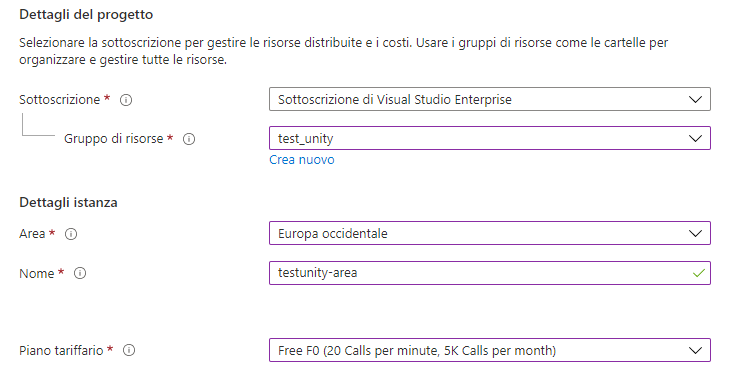 Dettagli del progetto
Selezionare la sottoscrizione per gestire le risorse distribuite e i costi. Usare i gruppi di risorse come le cartelle per
organizzare e gestire tutte le risorse.
Sottoscrizione *
Sottoscrizione di Visual Studio Enterprise
Gruppo di risorse *
test_unity
Crea nuovo
Dettagli istanza
Area *
Europa occidentale
Nome *
testunity-area
Piano tariffario *
Free F0 (20 Calls per minute, 5K Calls per month)